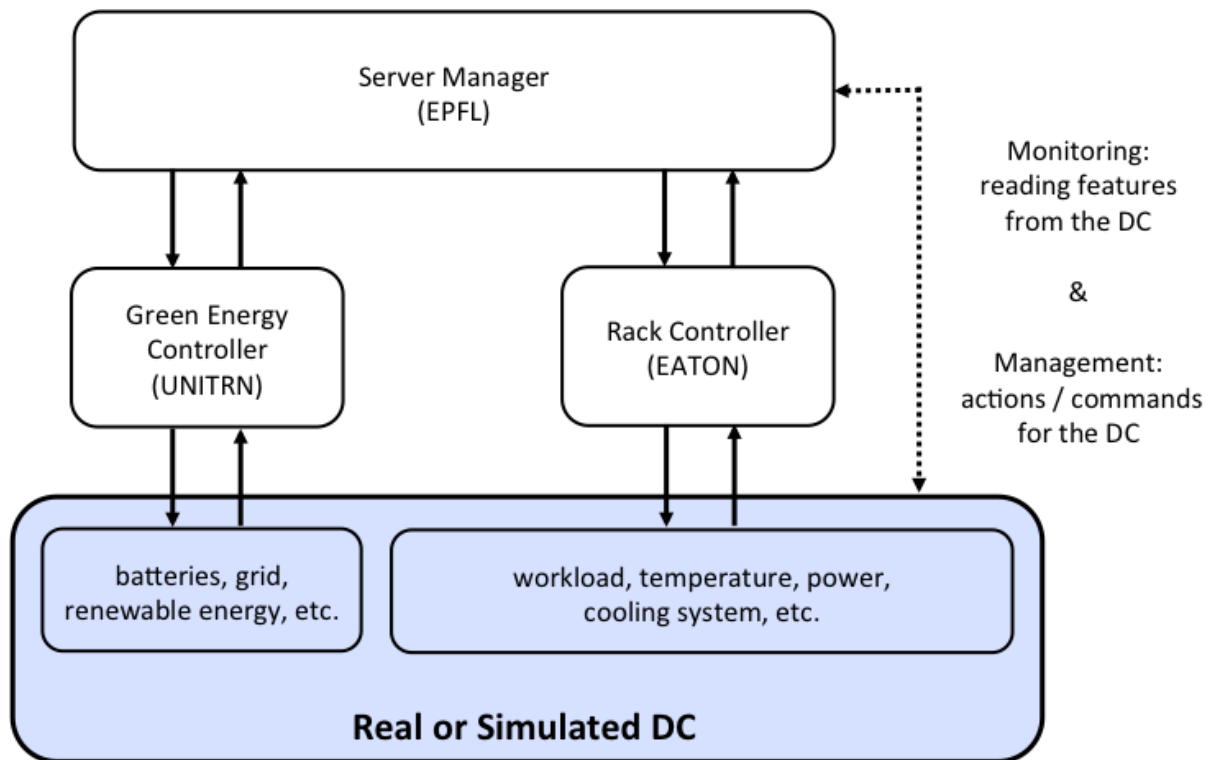 Server Manager
(EPFL)
Monitoring:
reading features
from the DC
&
Management:
actions / commands
for the DC
Green Energy
Controller
(UNITRN)
Rack Controller
(EATON)
batteries, grid,
renewable energy, etc.
workload, temperature, power,
cooling system, etc.
Real or Simulated DC